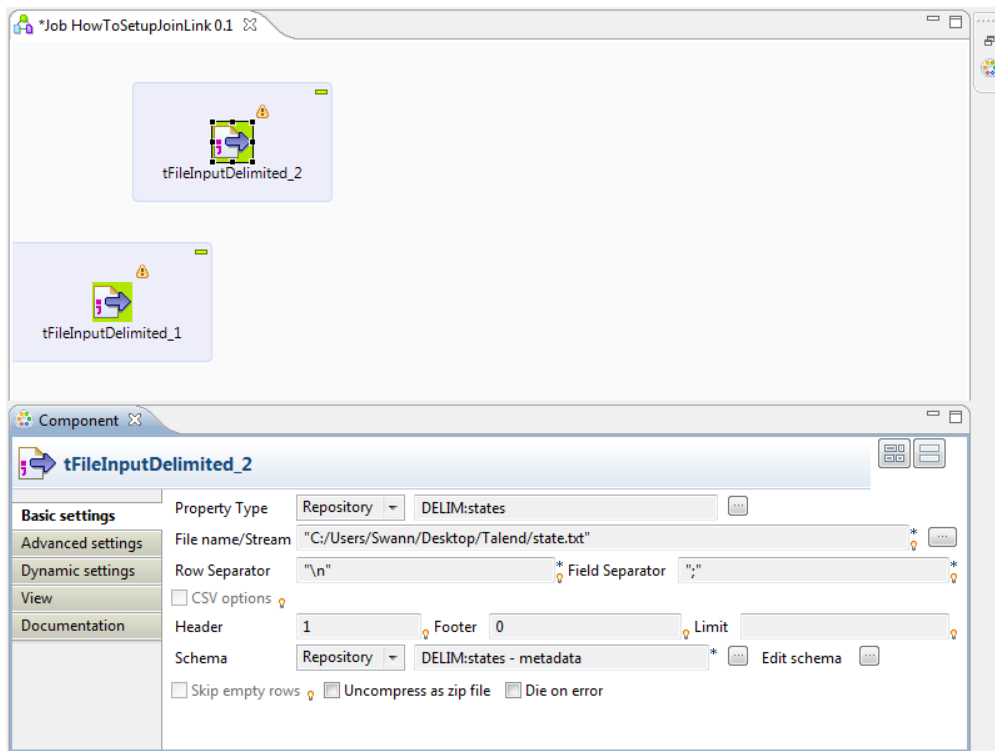 *Job HowToSetupJoinLink 0.1
tFileInputDelimited_2
tFileInputDelimited_1
Component
tFileInputDelimited_2
Basic settings
Advanced settings
Dynamic settings
View
Documentation
Property Type Repository DELIM:states ...
File name/Stream "C:/Users/Swann/Desktop/Talend/state.txt" * ...
Row Separator "\n" * Field Separator ";" *
CSV options
Header 1 Footer 0 Limit
Schema Repository DELIM:states - metadata * ... Edit schema ...
Skip empty rows Uncompress as zip file Die on error